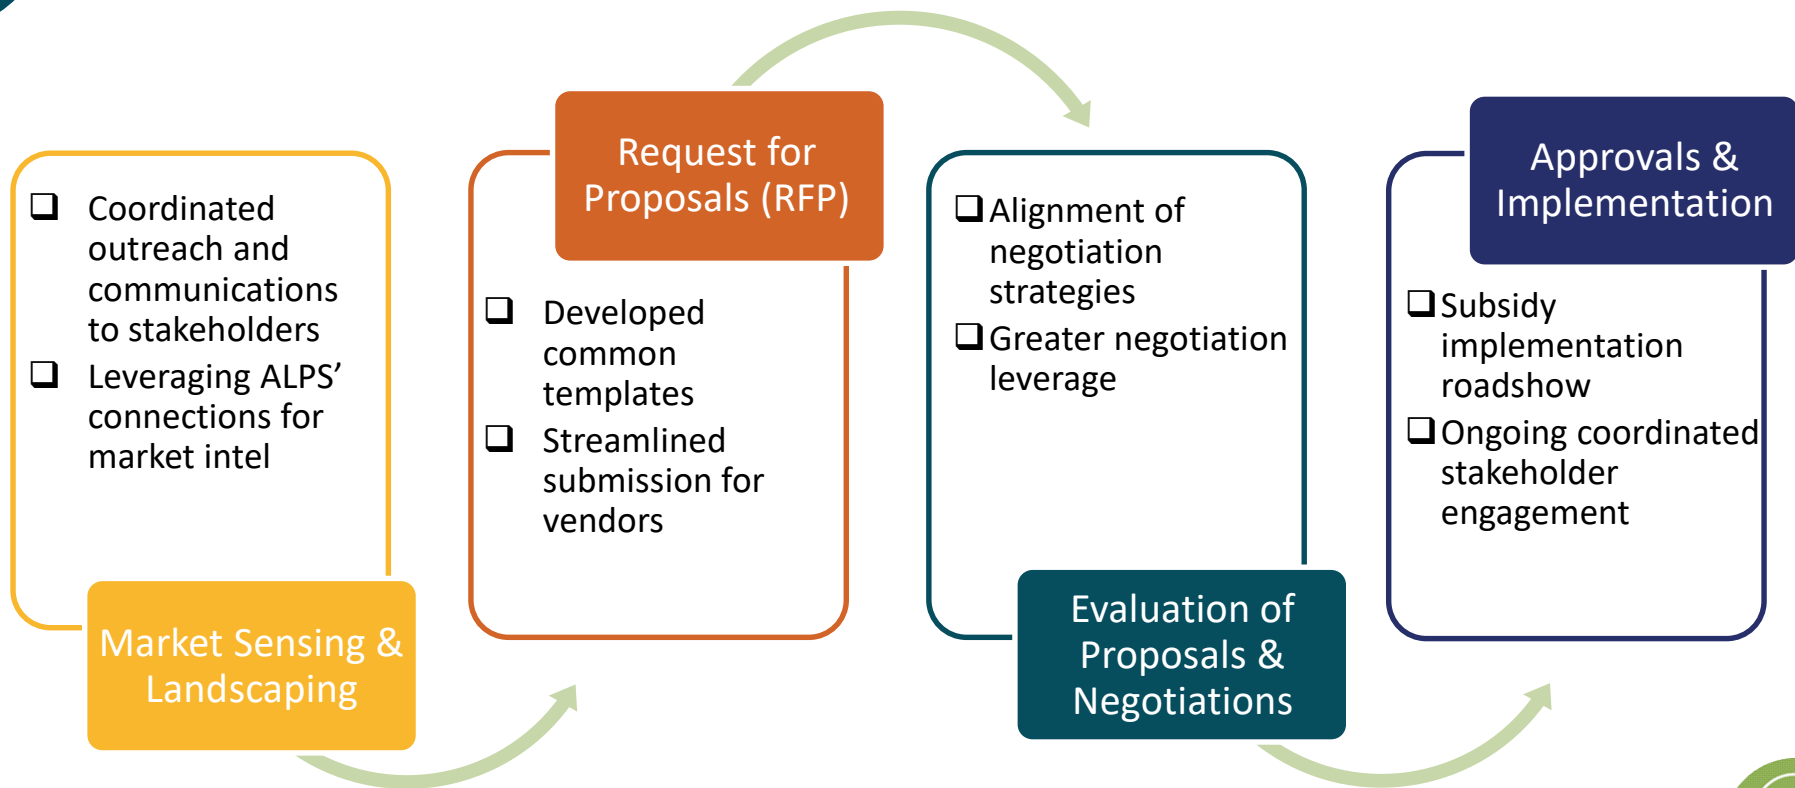 Coordinated
outreach and
communications
to stakeholders
Leveraging ALPS’
connections for
market intel
Market Sensing &
Landscaping
Request for
Proposals (RFP)
Developed
common
templates
Streamlined
submission for
vendors
Alignment of
negotiation
strategies
Greater negotiation
leverage
Evaluation of
Proposals &
Negotiations
Approvals &
Implementation
Subsidy
implementation
roadshow
Ongoing coordinated
stakeholder
engagement